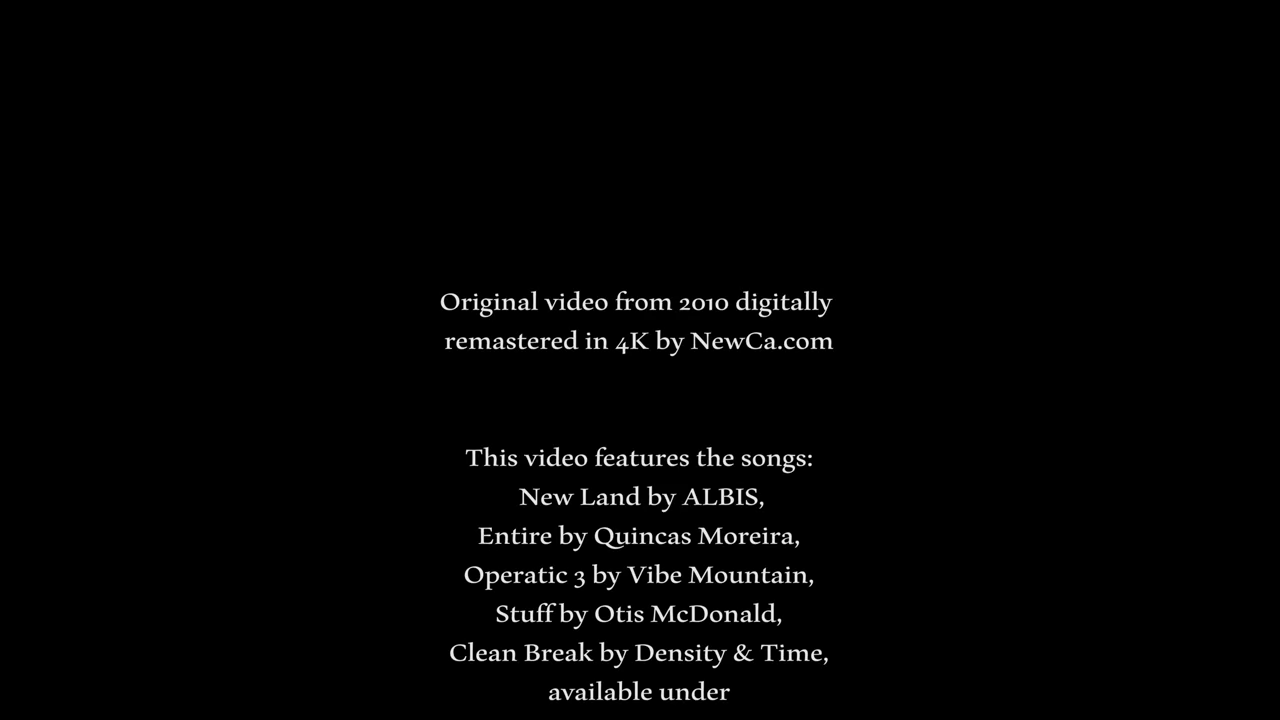 Original video from 2010 digitally
remastered in 4K by NewCa.com
This video features the songs:
New Land by ALBIS,
Entire by Quincas Moreira,
Operatic 3 by Vibe Mountain,
Stuff by Otis McDonald,
Clean Break by Density & Time,
available under